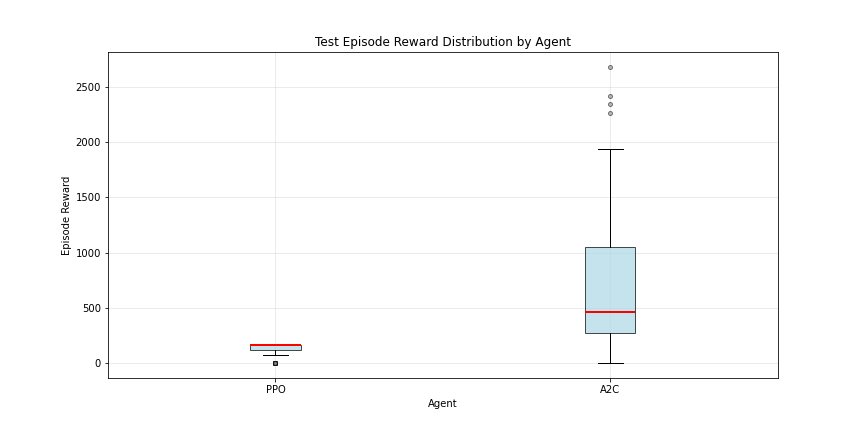 Test Episode Reward Distribution by Agent
2500
2000
1500
1000
500
0
Episode Reward
PPO
A2C
Agent